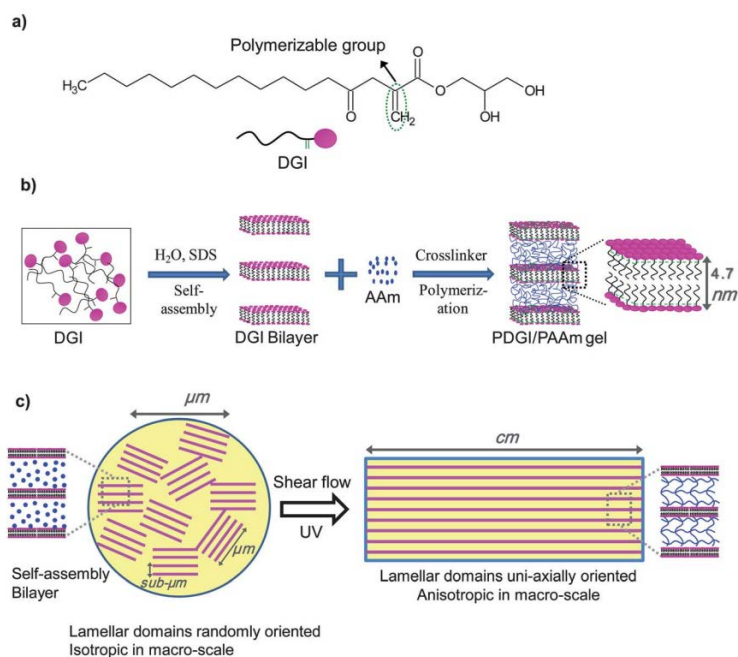 a)
Polymerizable group
H₃C
O
CH₂
O
O
OH
OH
DGI
b)
H₂O, SDS
Self-
assembly
DGI
DGI Bilayer
AAm
Crosslinker
Polymeriz-
ation
PDGI/PAAm gel
4.7
nm
c)
μm
μm
sub-μm
Self-assembly
Bilayer
Lamellar domains randomly oriented
Isotropic in macro-scale
Shear flow
UV
cm
Lamellar domains uni-axially oriented
Anisotropic in macro-scale